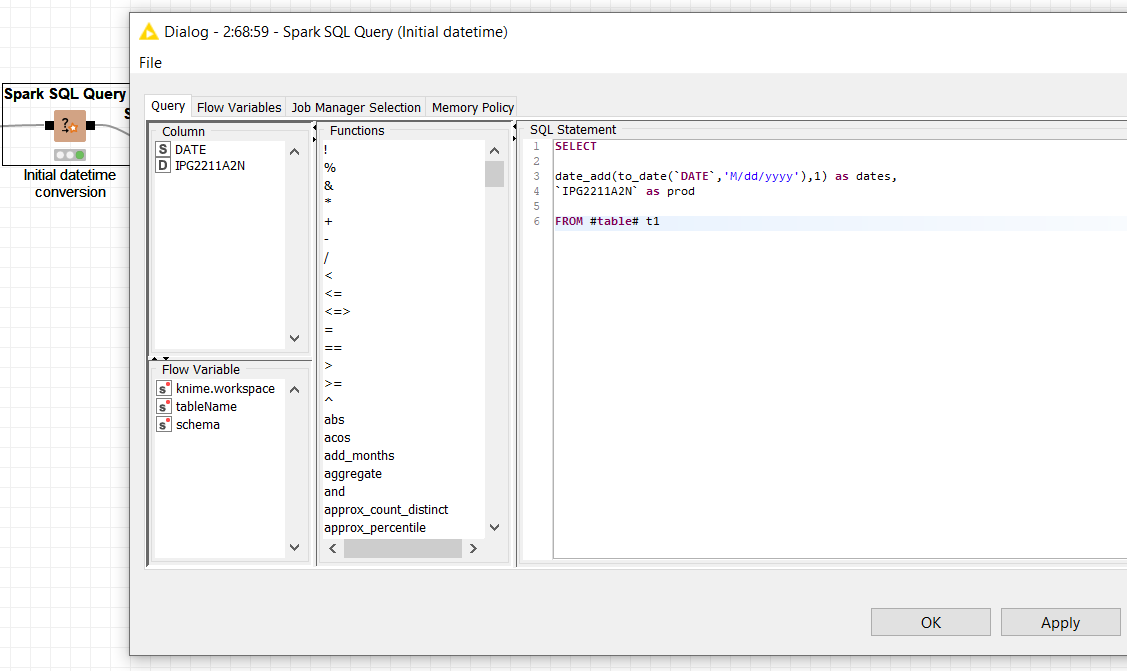 Dialog - 2:68:59 - Spark SQL Query (Initial datetime)
File
Spark SQL Query
S
?
Initial datetime
conversion
Query Flow Variables Job Manager Selection Memory Policy
Column
S DATE
D IPG2211A2N
Flow Variable
s knime.workspace
s tableName
s schema
Functions
!
%
&
*
+
-
/
<
<=
<=>
=
==
>
>=
^
abs
acos
add_months
aggregate
and
approx_count_distinct
approx_percentile
SQL Statement
1 SELECT
2
3 date_add(to_date(`DATE`,'M/dd/yyyy'),1) as dates,
4 `IPG2211A2N` as prod
5
6 FROM #table# t1
OK Apply